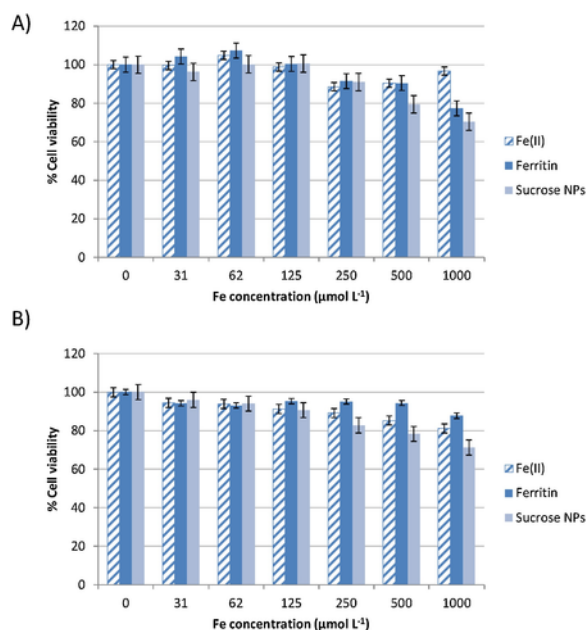 A)
120
100
80
60
40
20
0
% Cell viability
0 31 62 125 250 500 1000
Fe concentration (µmol L-1)
Fe(II)
Ferritin
Sucrose NPs
B)
120
100
80
60
40
20
0
% Cell viability
0 31 62 125 250 500 1000
Fe concentration (µmol L-1)
Fe(II)
Ferritin
Sucrose NPs